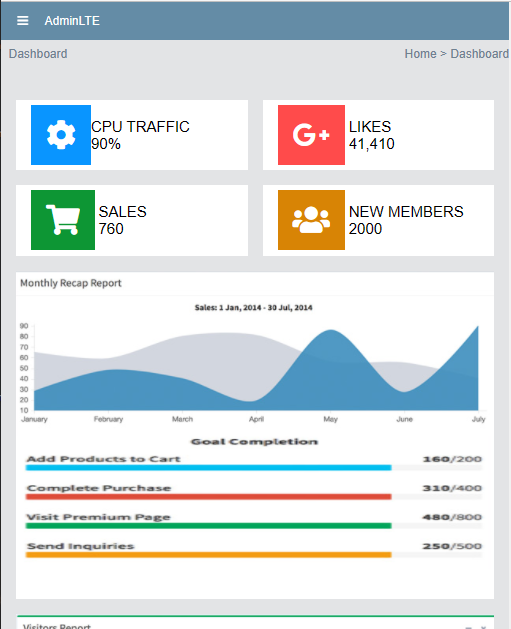 AdminLTE
Dashboard
Home > Dashboard
CPU TRAFFIC
90%
G+
LIKES
41,410
SALES
760
NEW MEMBERS
2000
Monthly Recap Report
Sales: 1 Jan, 2014 - 30 Jul, 2014
90
80
70
60
50
40
30
20
10
January February March April May June July
Goal Completion
Add Products to Cart 160/200
Complete Purchase 310/400
Visit Premium Page 480/800
Send Inquiries 250/500
Visitors Report